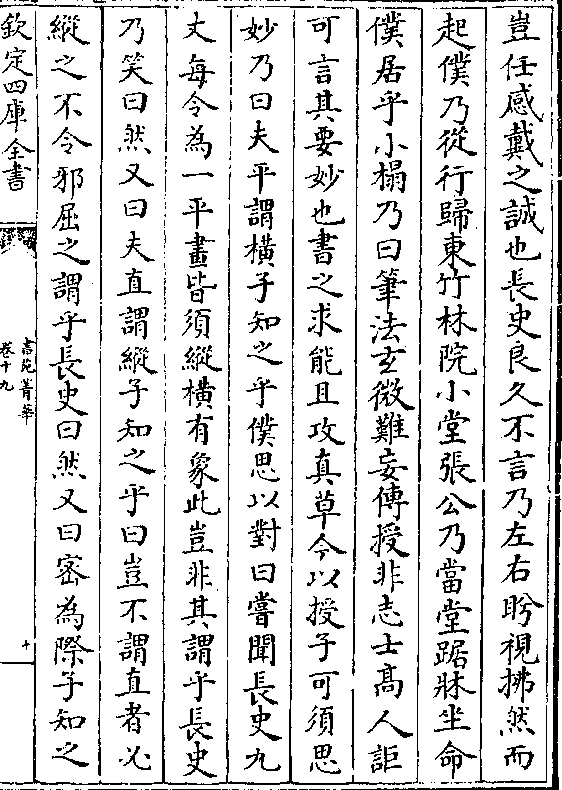 豈任感戴之誠也長史良久不言乃左右盻視拂然而
起僕乃從行歸東竹林院小堂張公乃當堂踞牀坐命
僕居乎小榻乃曰筆法玄微難妄傳授非志士高人詎
可言其要妙也書之求能且攻真草今以授子可須思
妙乃曰夫平謂橫子知之乎僕思以對曰嘗聞長史九
丈每令為一平畫皆須縱橫有象此豈非其謂乎長史
乃笑曰然又曰夫直謂縱子知之乎曰豈不謂直者必
縱之不令邪屈之謂乎長史曰然又曰宻為際子知之
欽定四庫全書
書苑菁華
卷十九
十